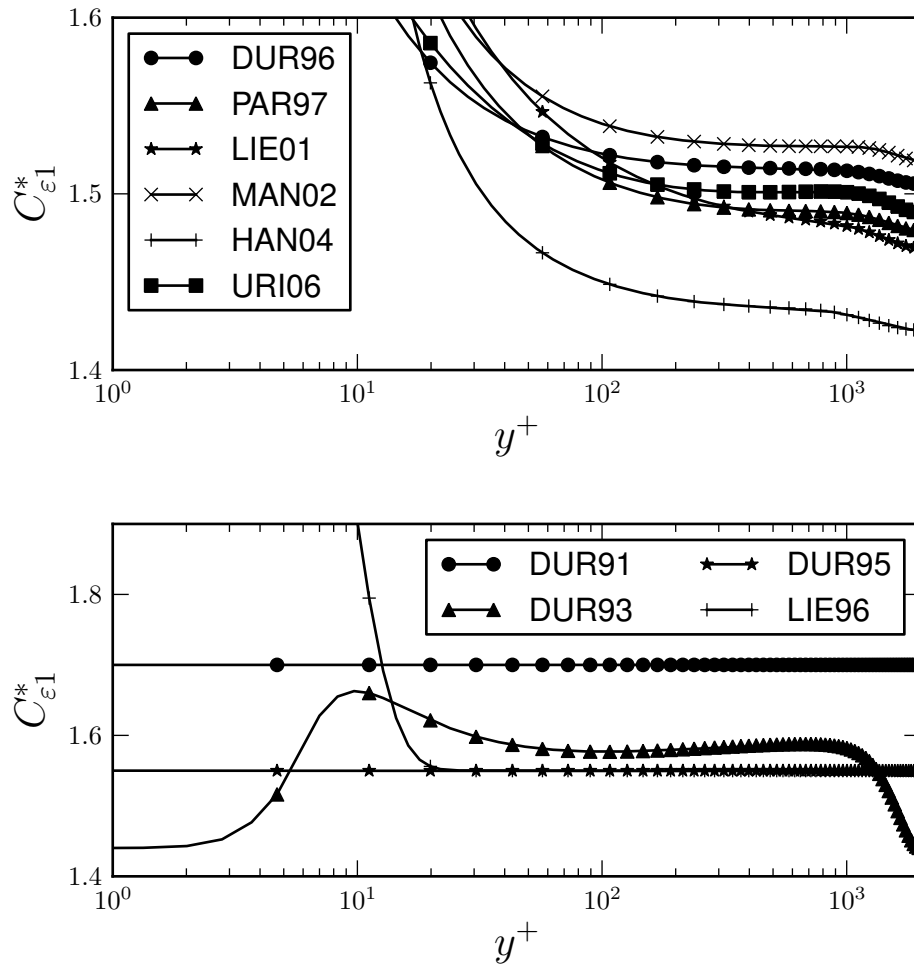 1.6
1.5
1.4
C*ε1
DUR96
PAR97
LIE01
MAN02
HAN04
URI06
10^0 10^1 10^2 10^3
y+
1.8
1.6
1.4
C*ε1
DUR91 DUR95
DUR93 LIE96
10^0 10^1 10^2 10^3
y+